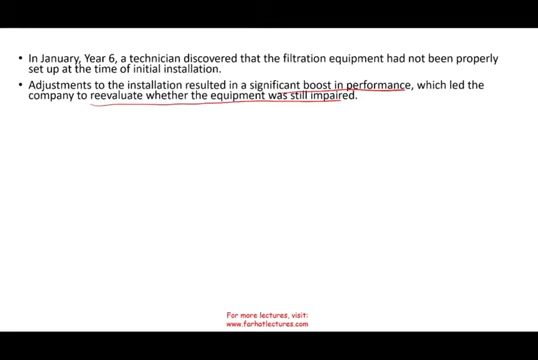 • In January, Year 6, a technician discovered that the filtration equipment had not been properly
set up at the time of initial installation.
• Adjustments to the installation resulted in a significant boost in performance, which led the
company to reevaluate whether the equipment was still impaired.
For more lectures, visit:
www.farhatlectures.com